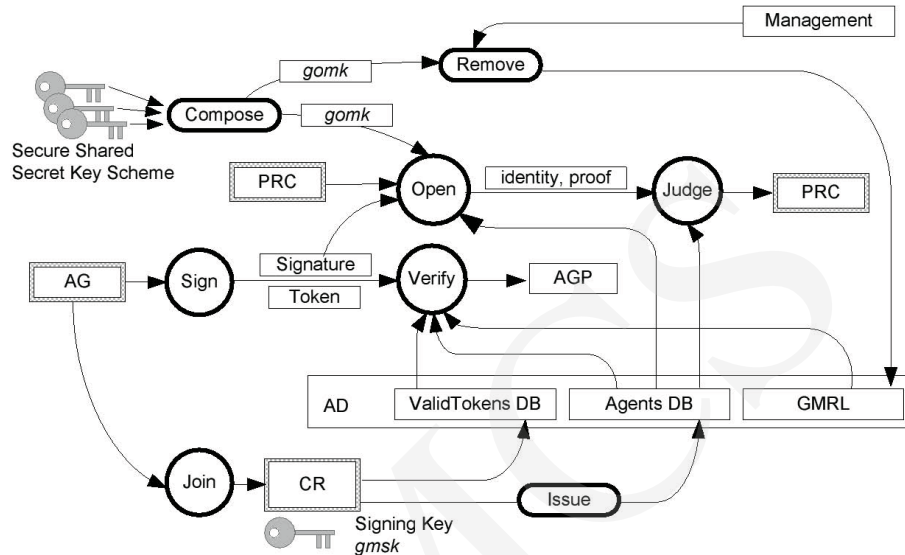 Management
gomk
Remove
Compose
gomk
Secure Shared
Secret Key Scheme
PRC
Open
identity, proof
Judge
PRC
AG
Sign
Signature
Token
Verify
AGP
AD
ValidTokens DB
Agents DB
GMRL
Join
CR
Issue
Signing Key
gmsk
MCS